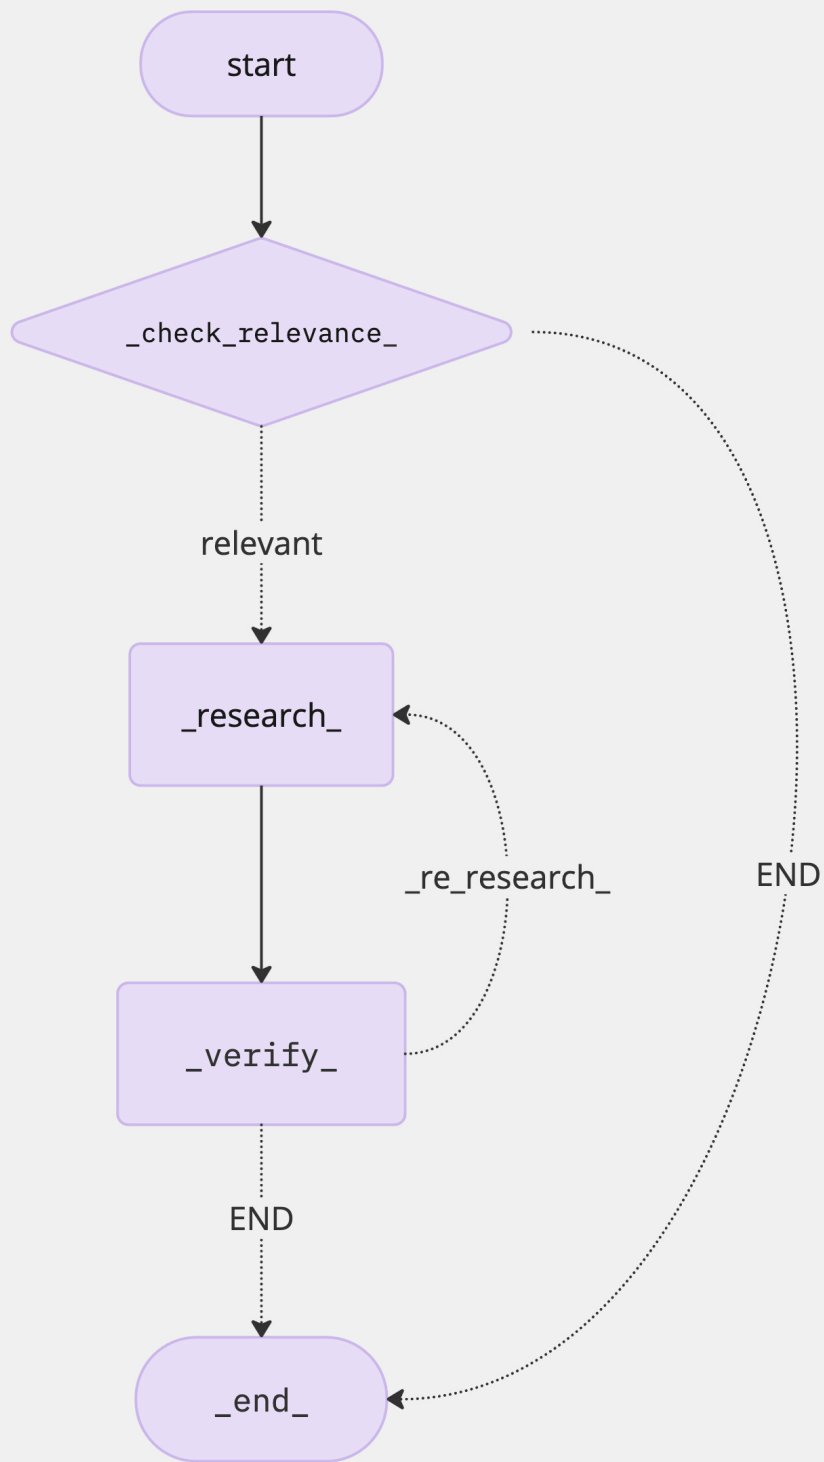 start
_check_relevance_
relevant
_research_
_re_research_
END
_verify_
END
_end_